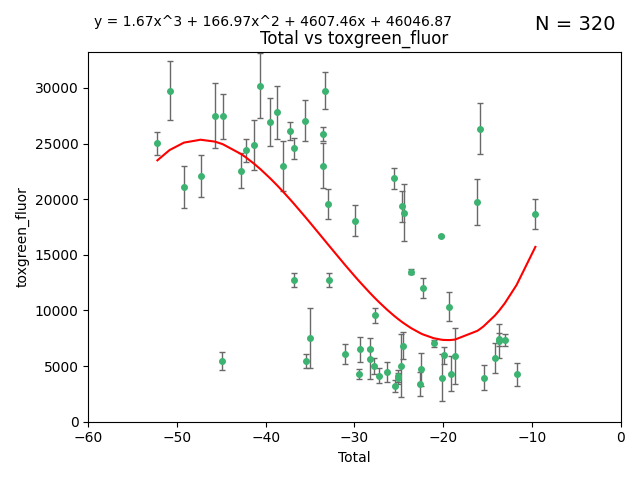 y = 1.67x^3 + 166.97x^2 + 4607.46x + 46046.87
N = 320
Total vs toxgreen_fluor
30000
25000
20000
15000
10000
5000
0
toxgreen_fluor
−60
−50
−40
−30
−20
−10
0
Total